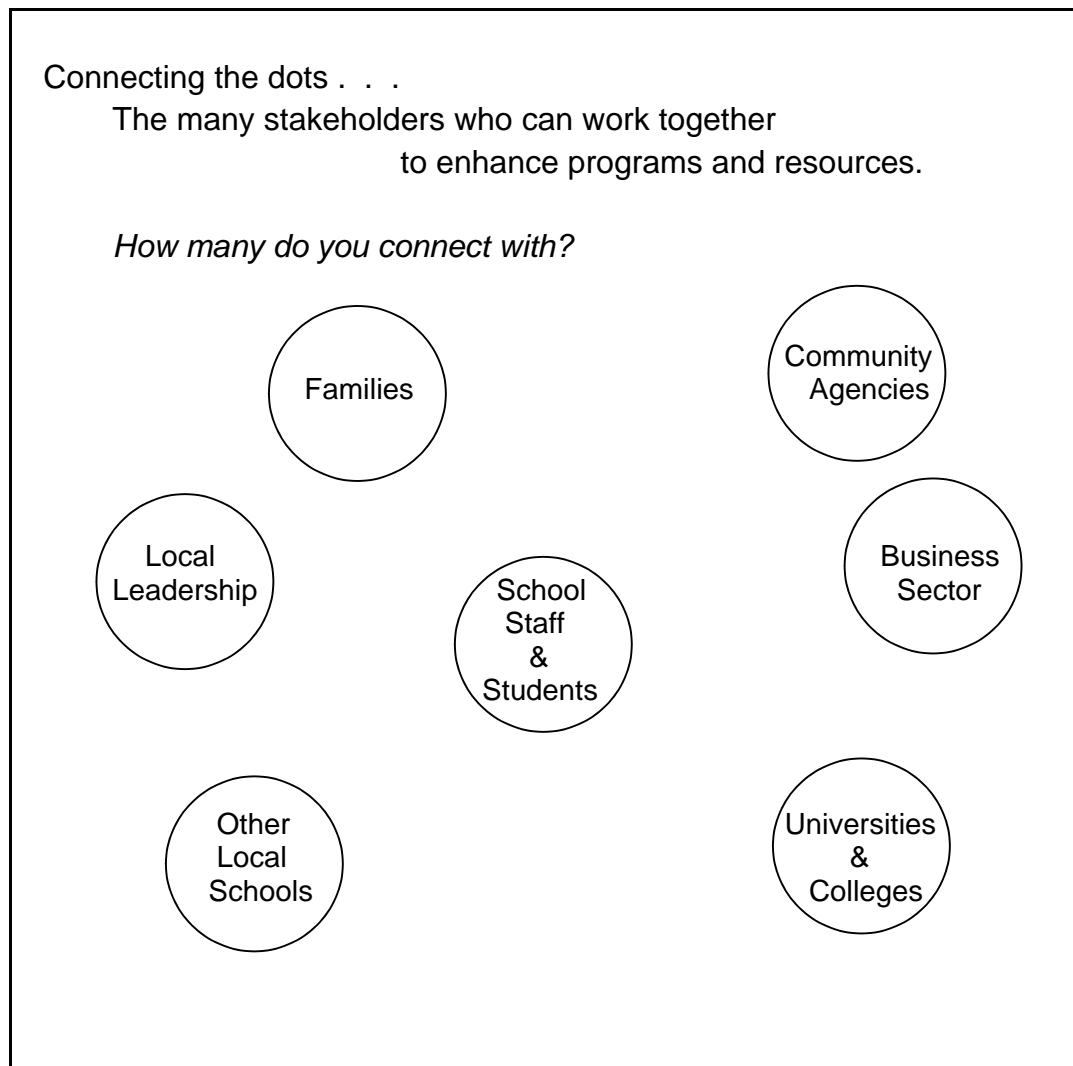 Connecting the dots . . .
The many stakeholders who can work together
to enhance programs and resources.
How many do you connect with?
Families
Community
Agencies
Local
Leadership
Business
Sector
School
Staff
&
Students
Other
Local
Schools
Universities
&
Colleges